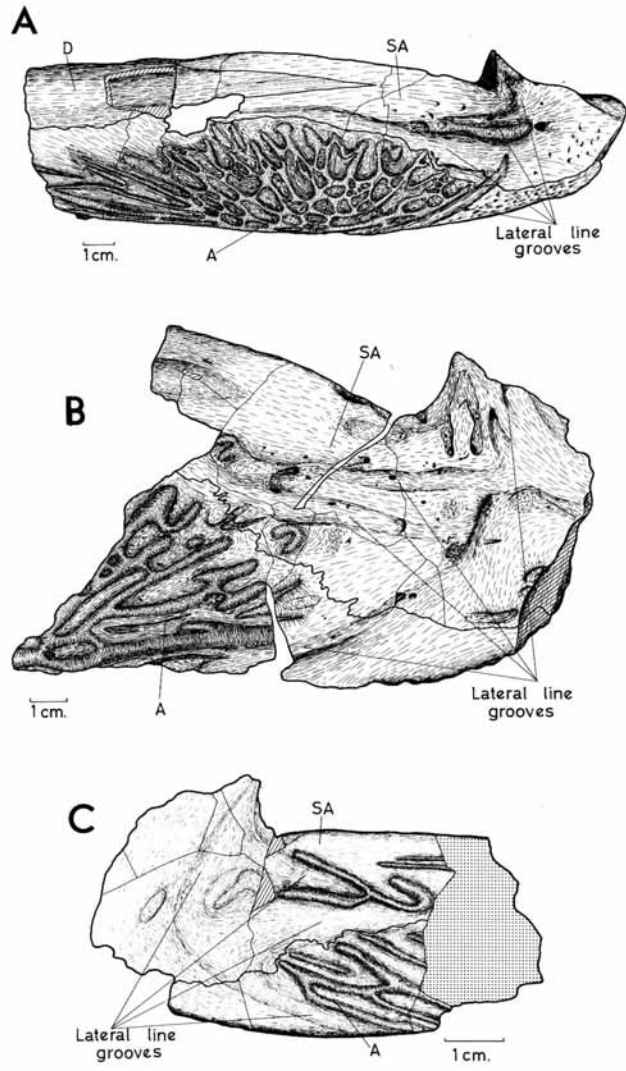 A
D
SA
1cm.
A
Lateral line
grooves
B
SA
1cm.
A
Lateral line
grooves
C
SA
Lateral line
grooves
A
1cm.